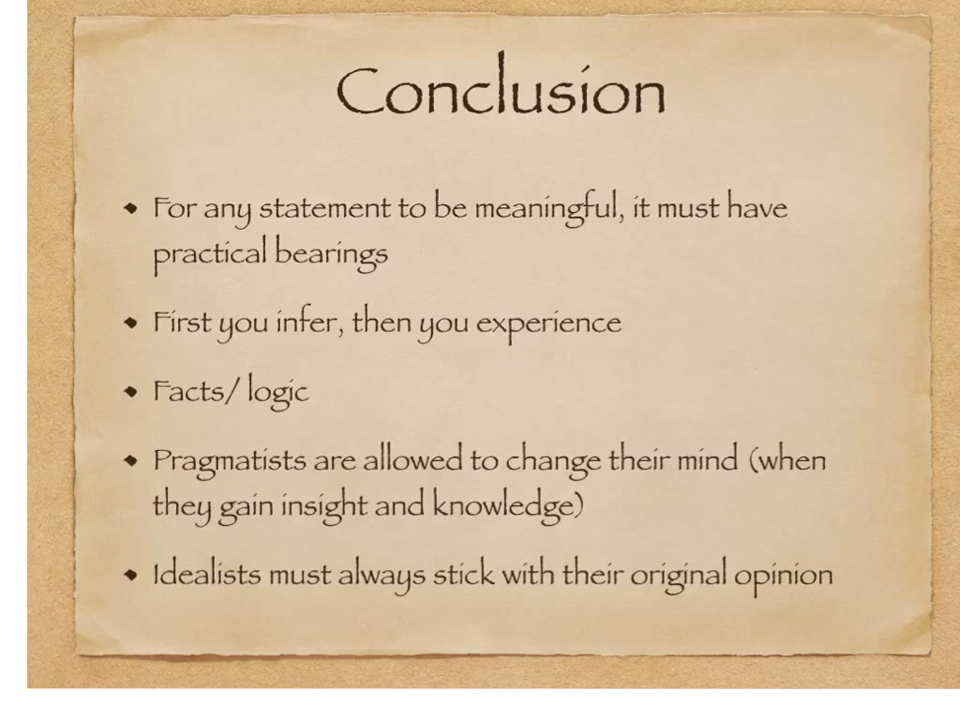 Conclusion
• For any statement to be meaningful, it must have
practical bearings
• First you infer, then you experience
• Facts/ logic
• Pragmatists are allowed to change their mind (when
they gain insight and knowledge)
• Idealists must always stick with their original opinion